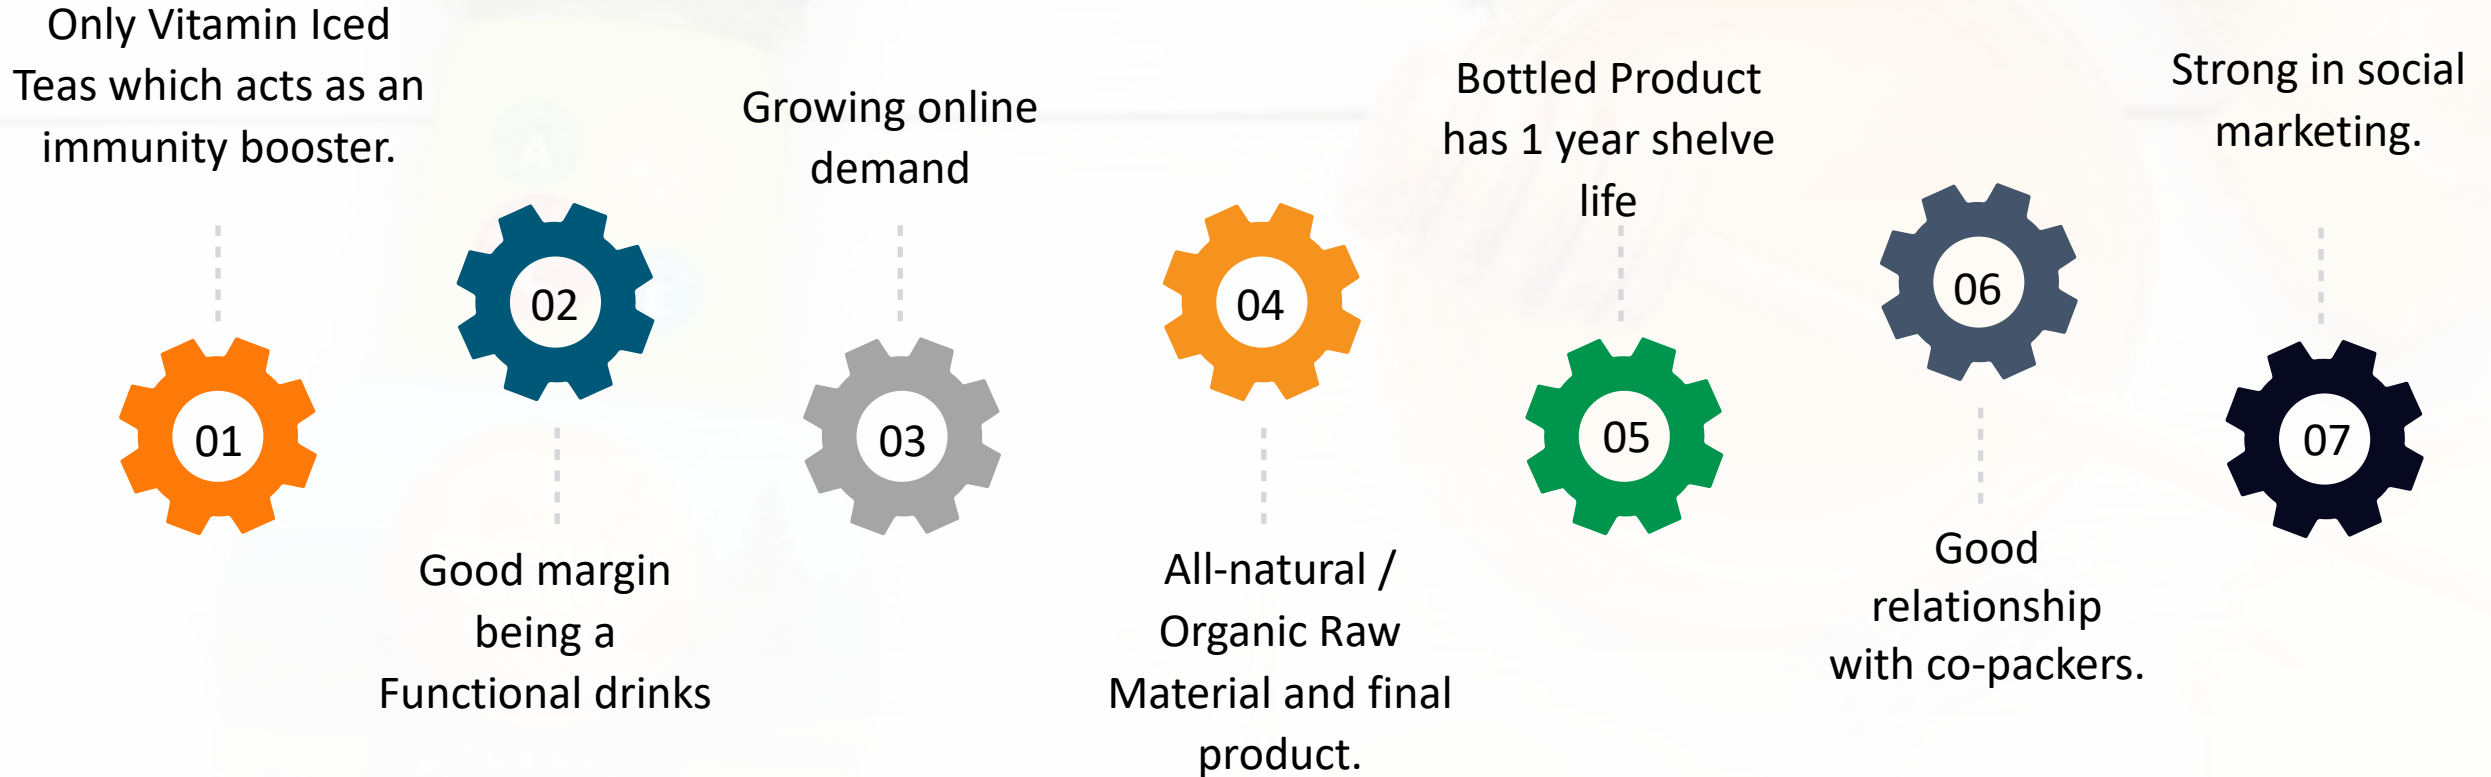 Only Vitamin Iced
Teas which acts as an
immunity booster.
01
02
Good margin
being a
Functional drinks
Growing online
demand
03
04
All-natural /
Organic Raw
Material and final
product.
Bottled Product
has 1 year shelve
life
05
06
Good
relationship
with co-packers.
Strong in social
marketing.
07